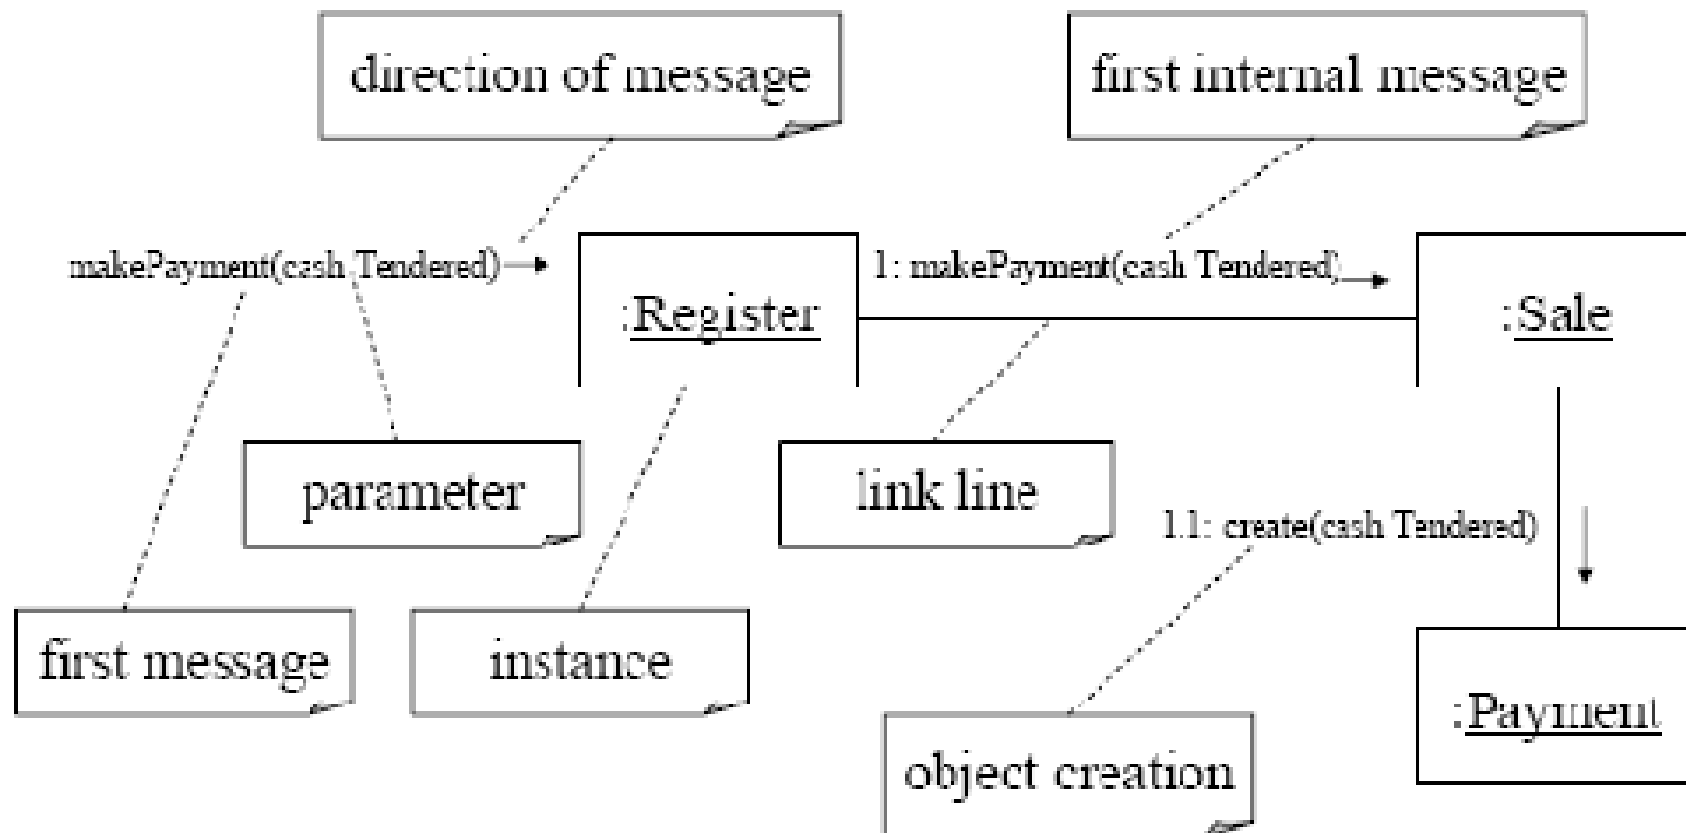 direction of message
first internal message
makePayment(cash Tendered)
1: makePayment(cash Tendered)
:Register
:Sale
parameter
link line
1.1: create(cash Tendered)
first message
instance
:Payment
object creation